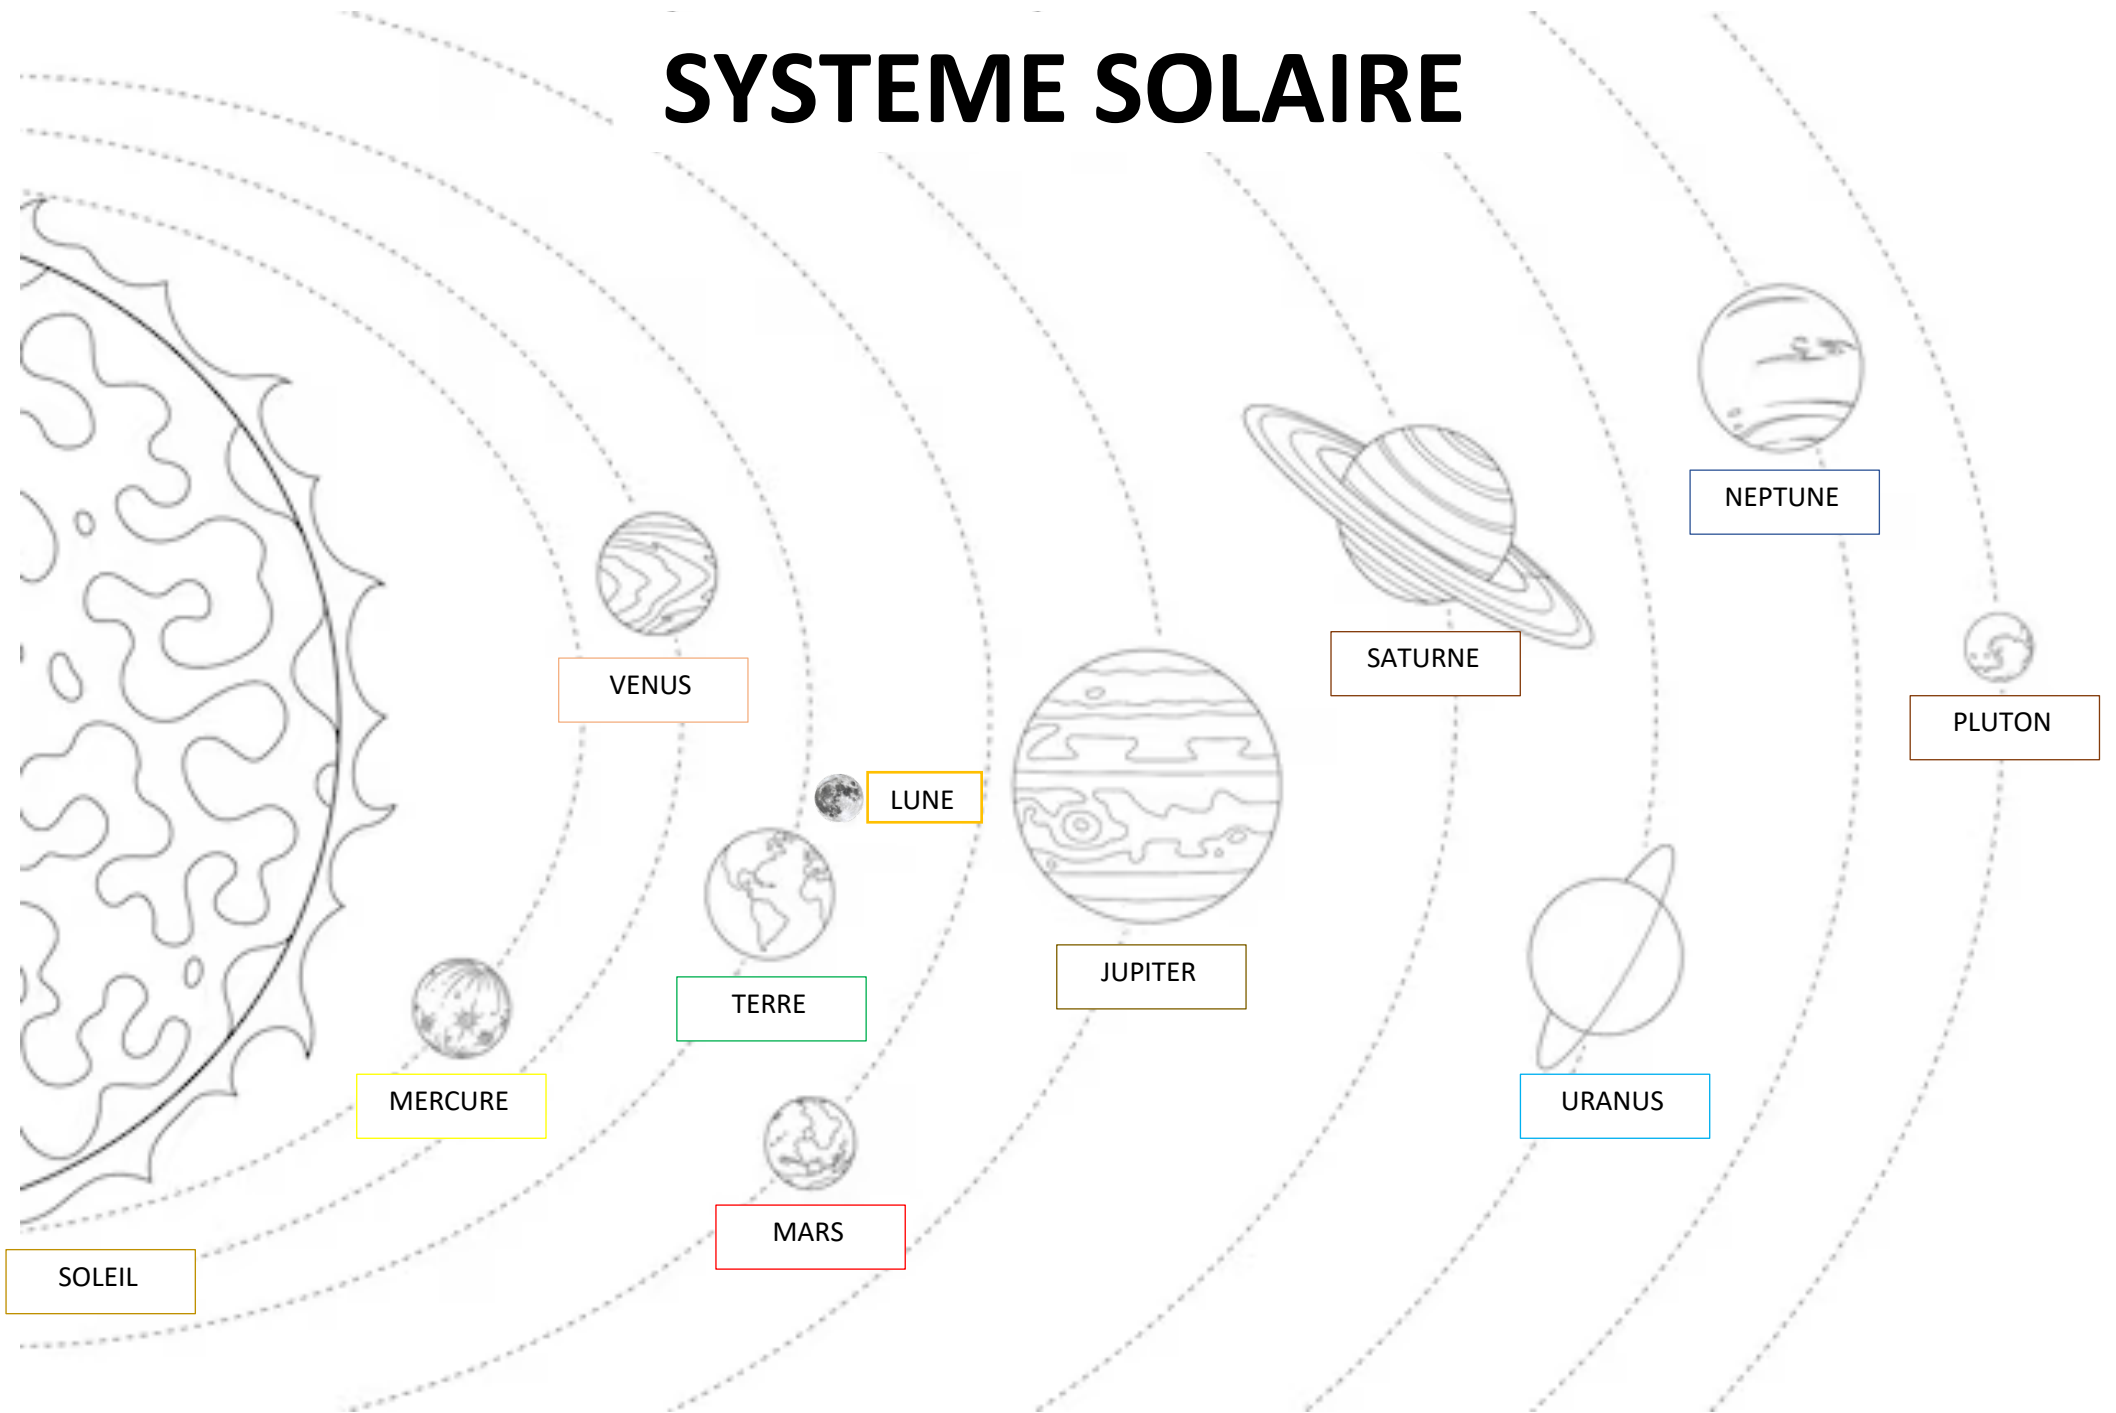 SYSTEME SOLAIRE
NEPTUNE
SATURNE
VENUS
PLUTON
LUNE
JUPITER
TERRE
MERCURE
URANUS
MARS
SOLEIL